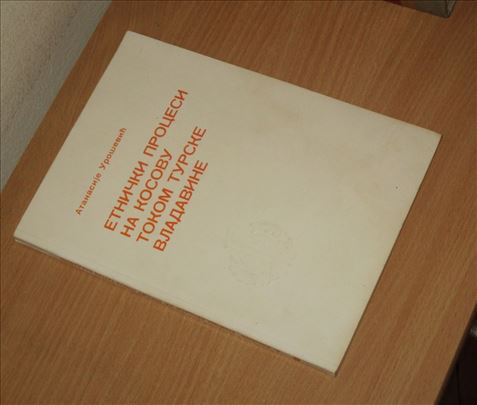 Атанасије Урошевић
ЕТНИЧКИ ПРОЦЕСИ
НА КОСОВУ
ТОКОМ ТУРСКЕ
ВЛАДАВИНЕ